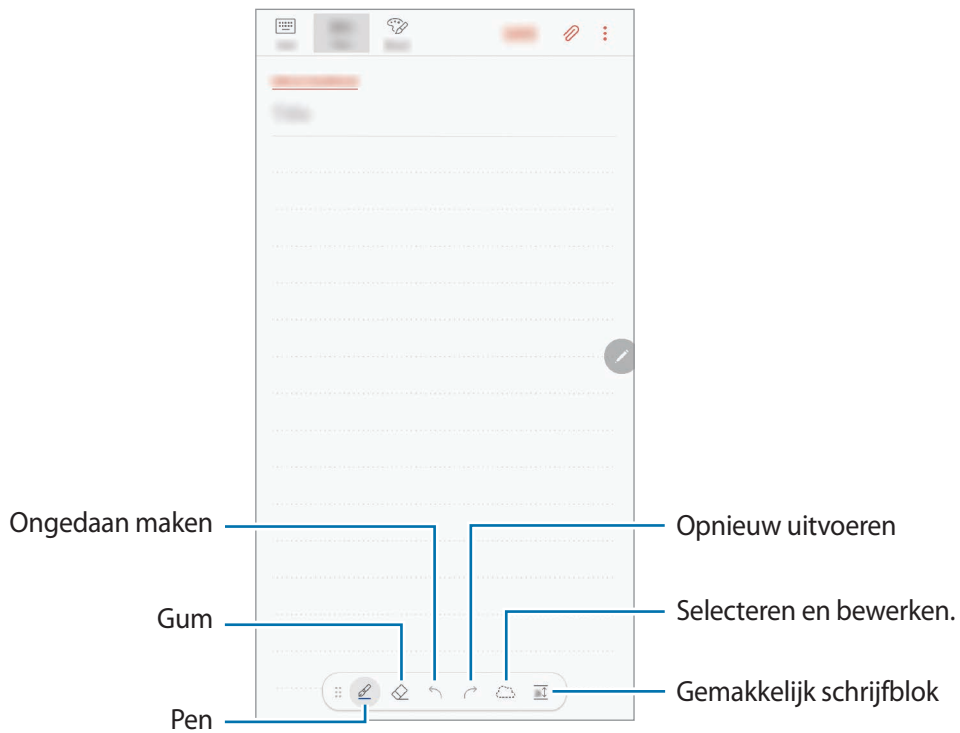 Ongedaan maken
Opnieuw uitvoeren
Gum
Selecteren en bewerken.
Gemakkelijk schrijfblok
Pen